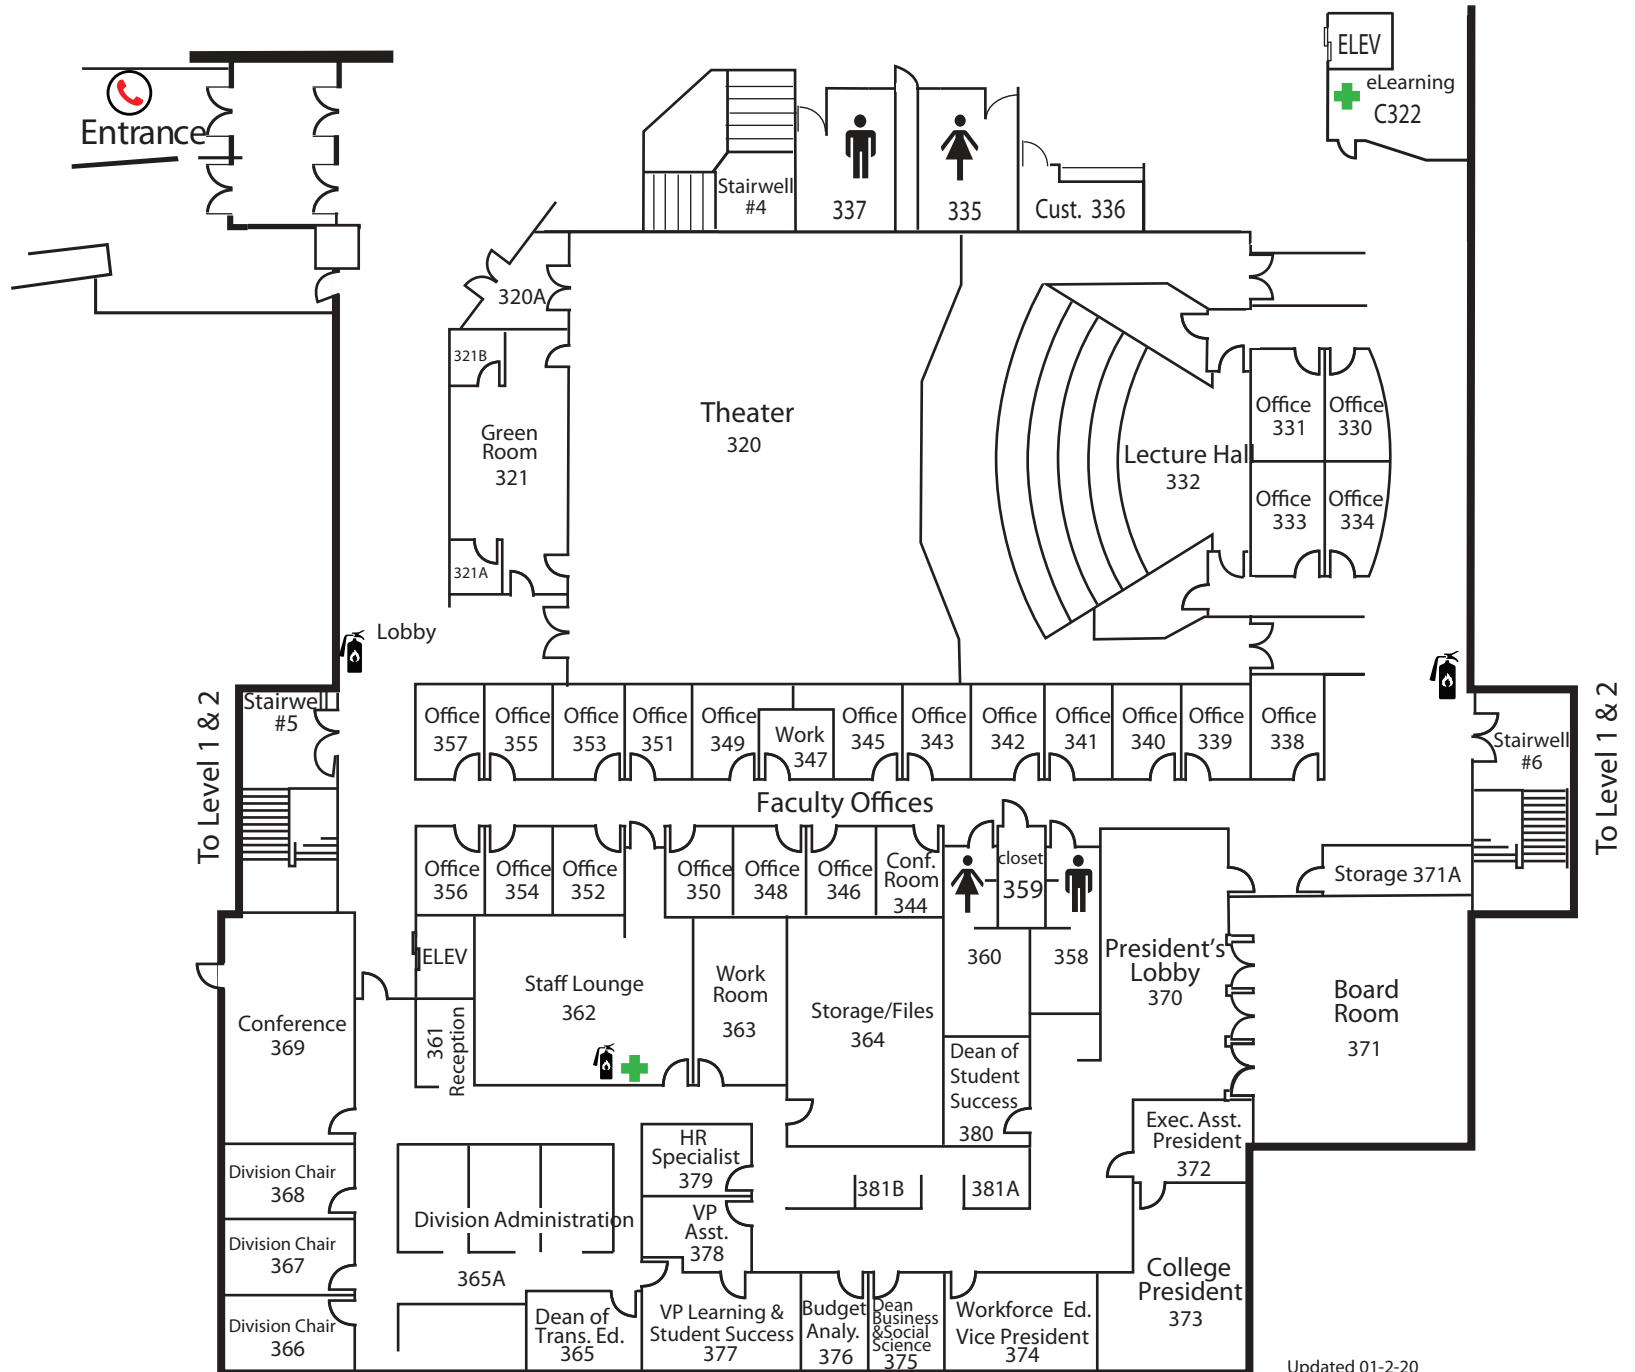 ELEV
eLearning
C322
Entrance
Stairwell
#4
337
335
Cust. 336
320A
321B
Green
Room
321
321A
Theater
320
Lecture Hall
332
Office
331
Office
330
Office
333
Office
334
Lobby
To Level 1 & 2
Stairwe
#5
Office
357
Office
355
Office
353
Office
351
Office
349
Work
347
Office
345
Office
343
Office
342
Office
341
Office
340
Office
339
Office
338
Stairwell
#6
To Level 1 & 2
Faculty Offices
Office
356
Office
354
Office
352
Office
350
Office
348
Office
346
Conf.
Room
344
closet
359
360
358
Storage 371A
President's
Lobby
370
Board
Room
371
ELEV
Staff Lounge
362
Work
Room
363
Storage/Files
364
Conference
369
361
Reception
Dean of
Student
Success
380
Exec. Asst.
President
372
HR
Specialist
379
Division Chair
368
381B
381A
Division Administration
VP
Asst.
378
Division Chair
367
365A
College
President
373
Division Chair
366
Dean of
Trans. Ed.
365
VP Learning &
Student Success
377
Budget
Analy.
376
Dean
Business
&Social
Science
375
Workforce Ed.
Vice President
374
Updated 01-2-20